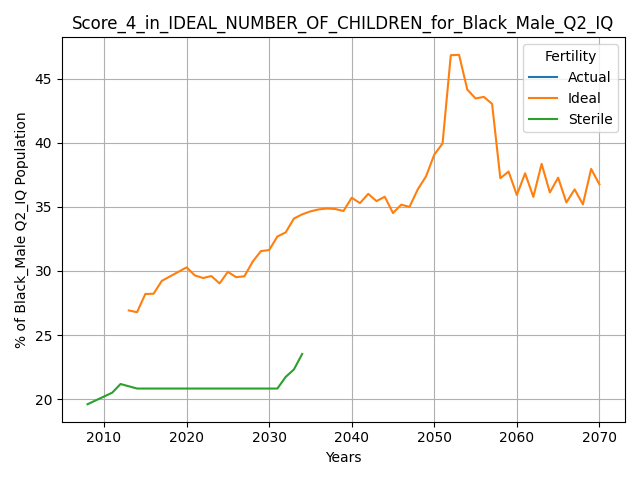 Score_4_in_IDEAL_NUMBER_OF_CHILDREN_for_Black_Male_Q2_IQ
Fertility
Actual
Ideal
Sterile
% of Black_Male Q2_IQ Population
45
40
35
30
25
20
2010 2020 2030 2040 2050 2060 2070
Years